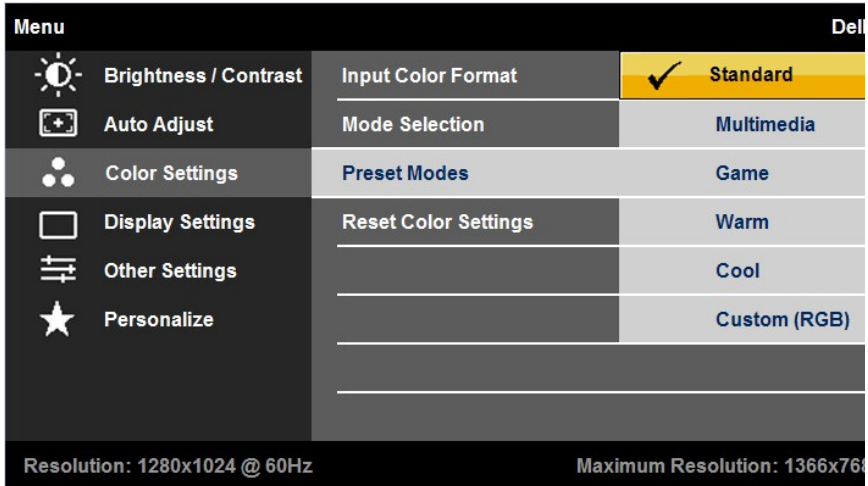 Menu Dell
Brightness / Contrast Input Color Format Standard
Auto Adjust Mode Selection Multimedia
Color Settings Preset Modes Game
Display Settings Reset Color Settings Warm
Other Settings Cool
Personalize Custom (RGB)
Resolution: 1280x1024 @ 60Hz Maximum Resolution: 1366x768